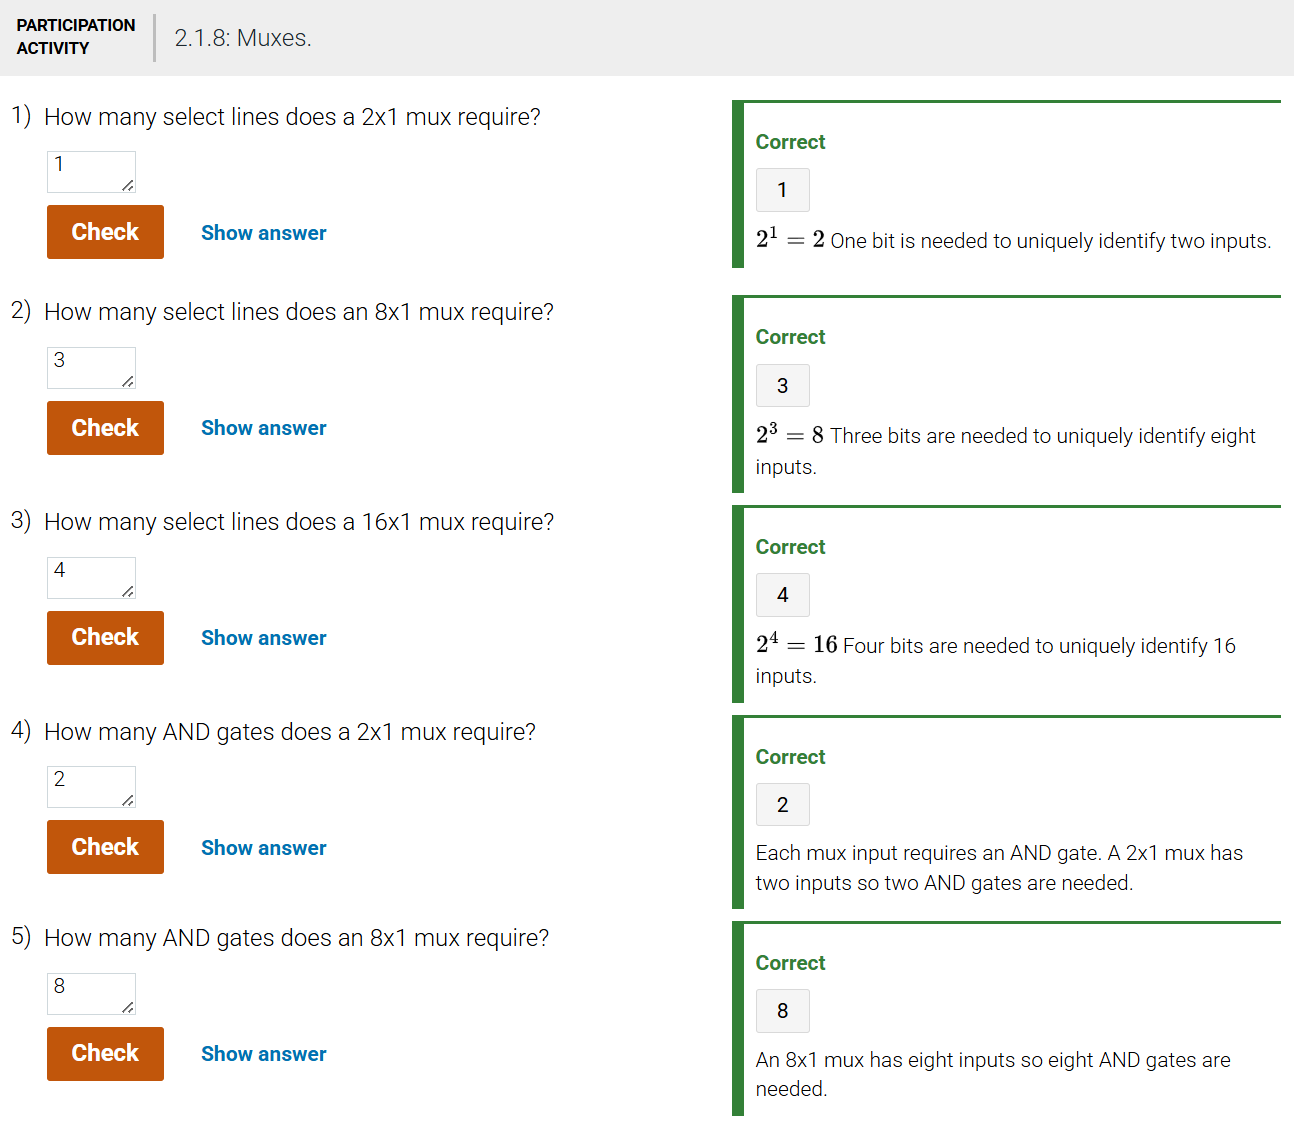 PARTICIPATION
ACTIVITY
2.1.8: Muxes.
1) How many select lines does a 2x1 mux require?
1
Check
Show answer
Correct
1
2¹ = 2 One bit is needed to uniquely identify two inputs.
2) How many select lines does an 8x1 mux require?
3
Check
Show answer
Correct
3
2³ = 8 Three bits are needed to uniquely identify eight
inputs.
3) How many select lines does a 16x1 mux require?
4
Check
Show answer
Correct
4
2⁴ = 16 Four bits are needed to uniquely identify 16
inputs.
4) How many AND gates does a 2x1 mux require?
2
Check
Show answer
Correct
2
Each mux input requires an AND gate. A 2x1 mux has
two inputs so two AND gates are needed.
5) How many AND gates does an 8x1 mux require?
8
Check
Show answer
Correct
8
An 8x1 mux has eight inputs so eight AND gates are
needed.